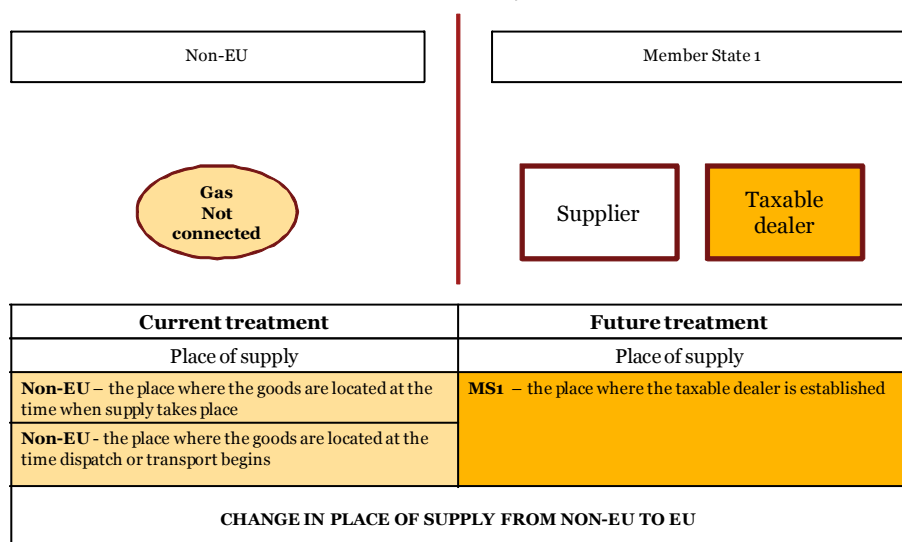 Non-EU
Member State 1
Gas
Not
connected
Supplier
Taxable
dealer
Current treatment
Future treatment
Place of supply
Place of supply
Non-EU – the place where the goods are located at the
time when supply takes place
MS1 – the place where the taxable dealer is established
Non-EU - the place where the goods are located at the
time dispatch or transport begins
CHANGE IN PLACE OF SUPPLY FROM NON-EU TO EU